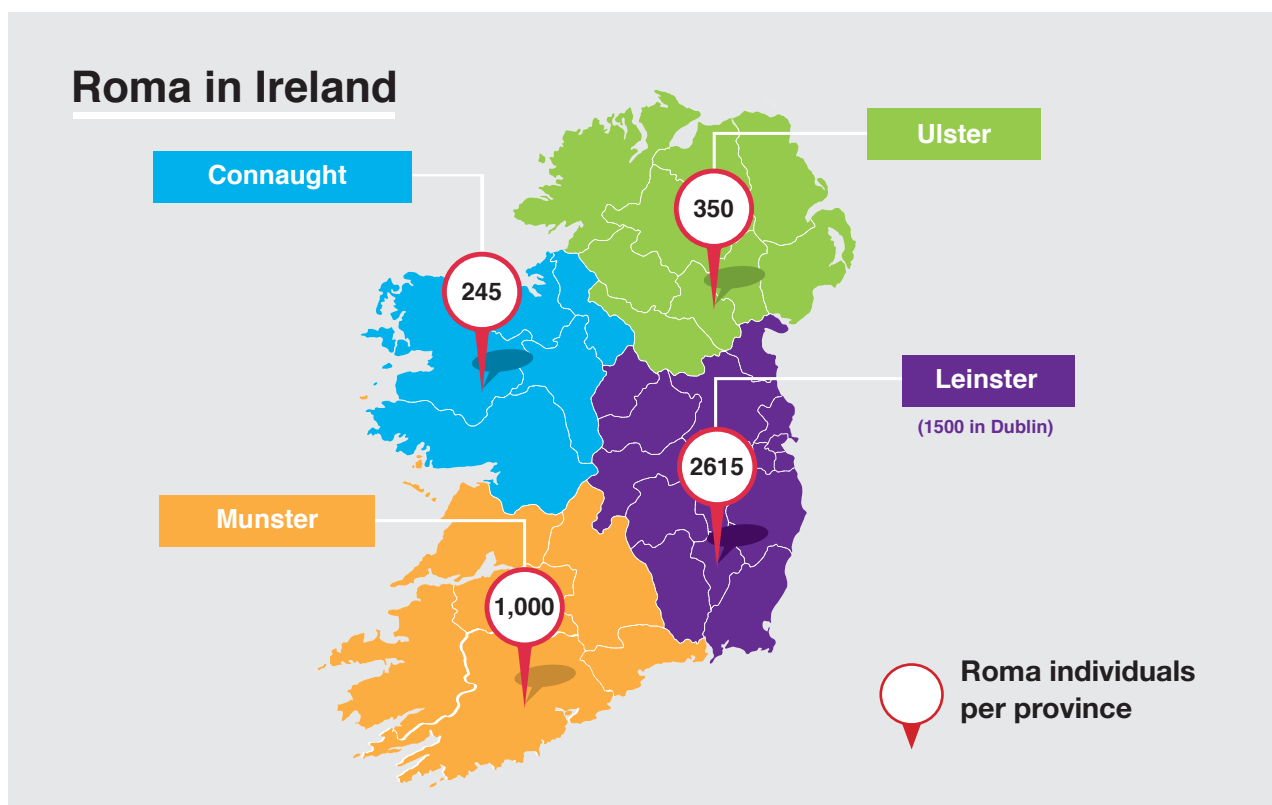 Roma in Ireland
Ulster
Connaught
350
245
Leinster
(1500 in Dublin)
2615
Munster
1,000
Roma individuals
per province